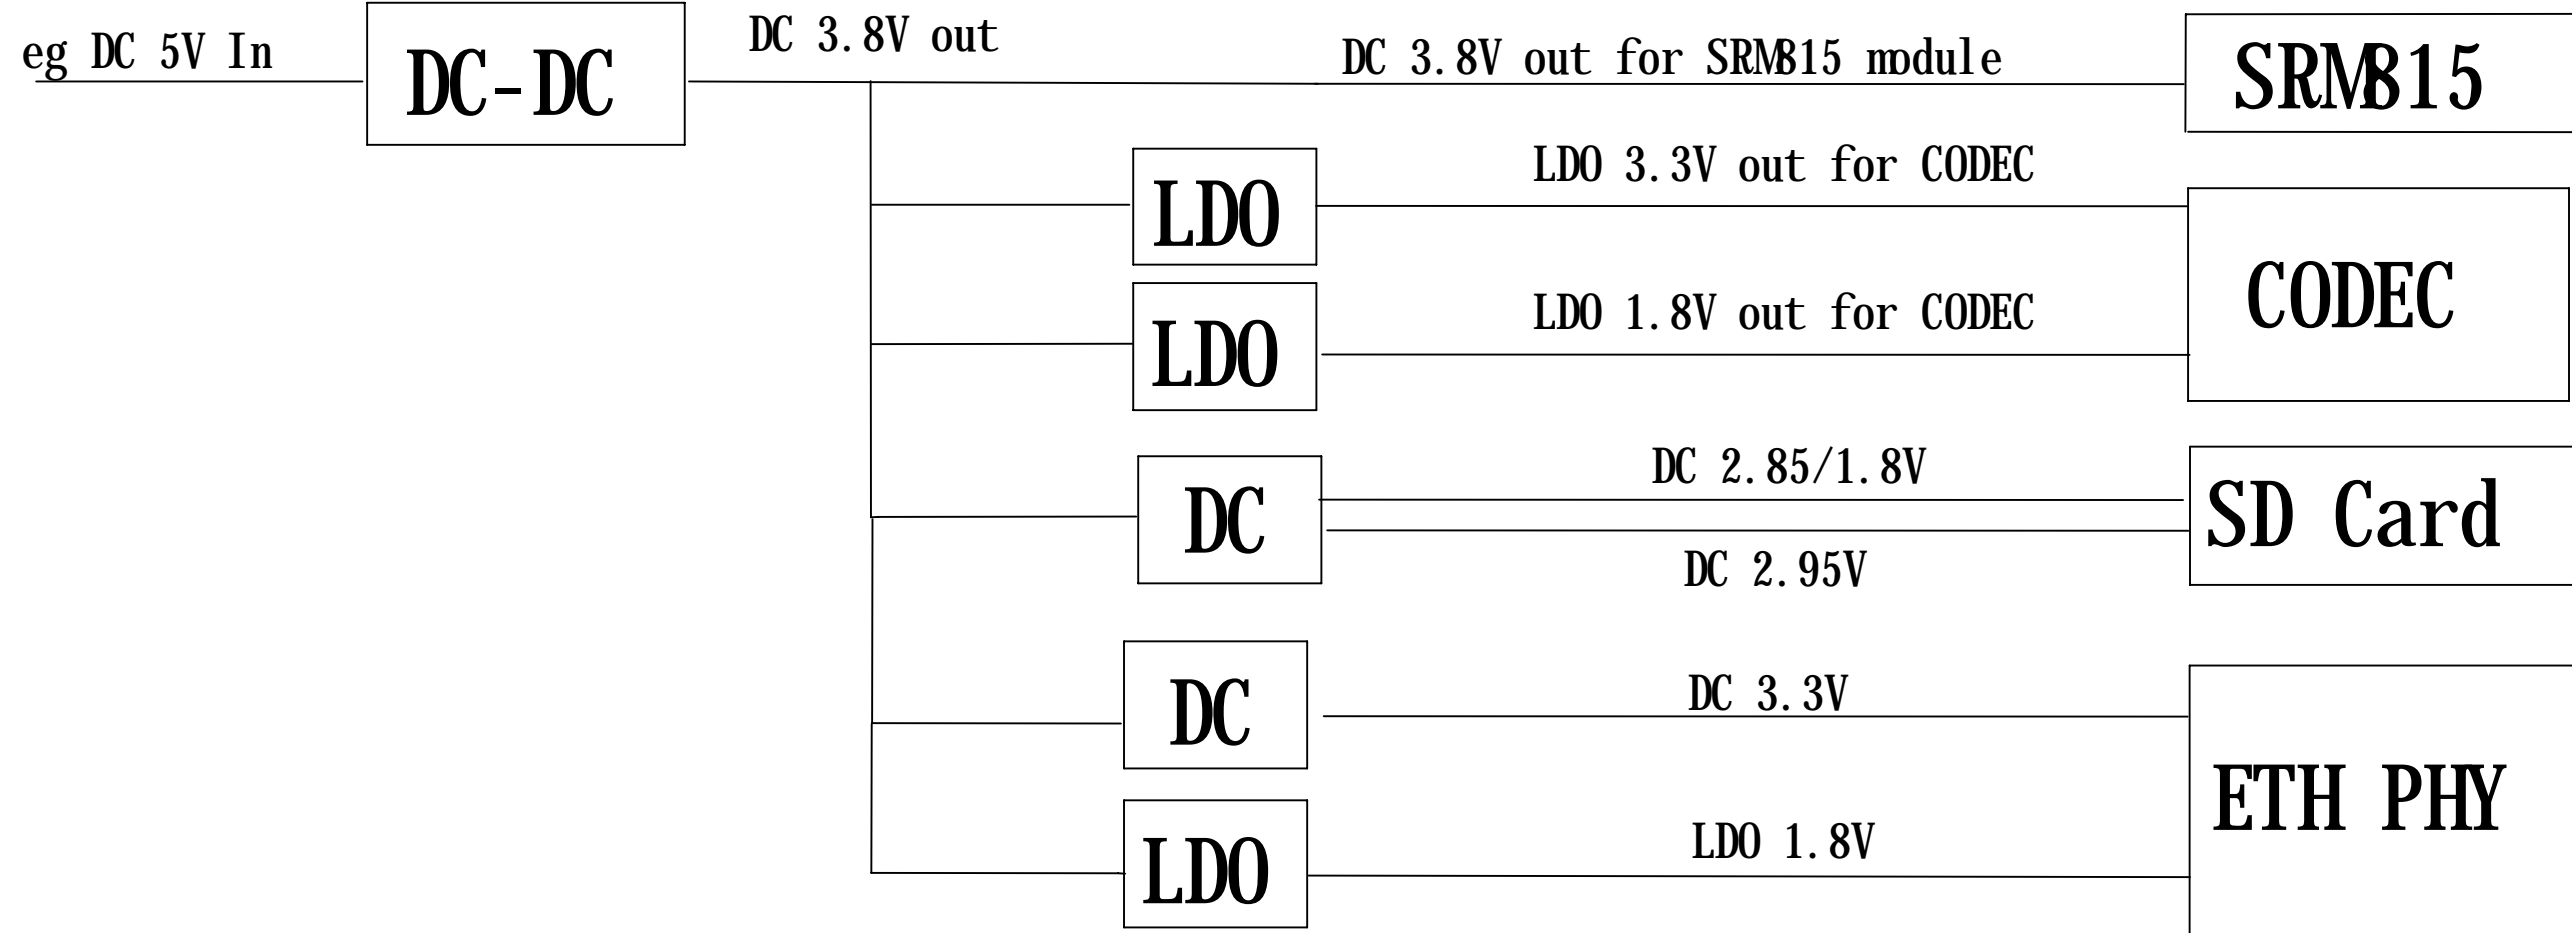 eg DC 5V In
DC-DC
DC 3.8V out
DC 3.8V out for SRM815 module
SRM815
LDO
LDO 3.3V out for CODEC
LDO
LDO 1.8V out for CODEC
CODEC
DC
DC 2.85/1.8V
DC 2.95V
SD Card
DC
DC 3.3V
LDO
LDO 1.8V
ETH PHY